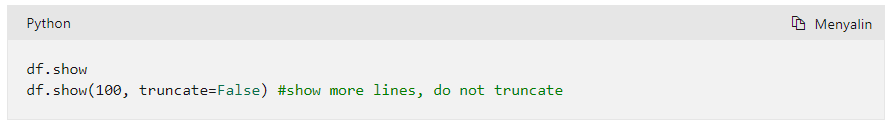 Python
Menyalin
df.show
df.show(100, truncate=False) #show more lines, do not truncate